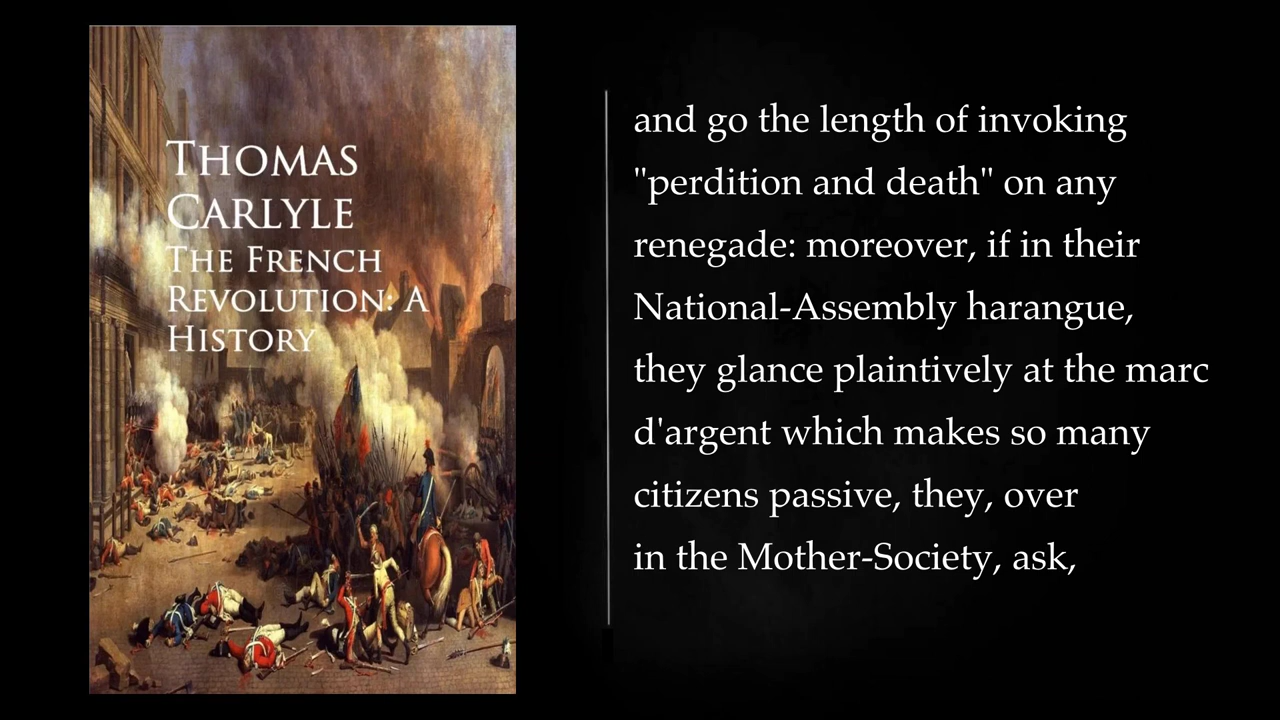 THOMAS
CARLYLE
THE FRENCH
REVOLUTION: A
HISTORY
and go the length of invoking
"perdition and death" on any
renegade: moreover, if in their
National-Assembly harangue,
they glance plaintively at the marc
d'argent which makes so many
citizens passive, they, over
in the Mother-Society, ask,